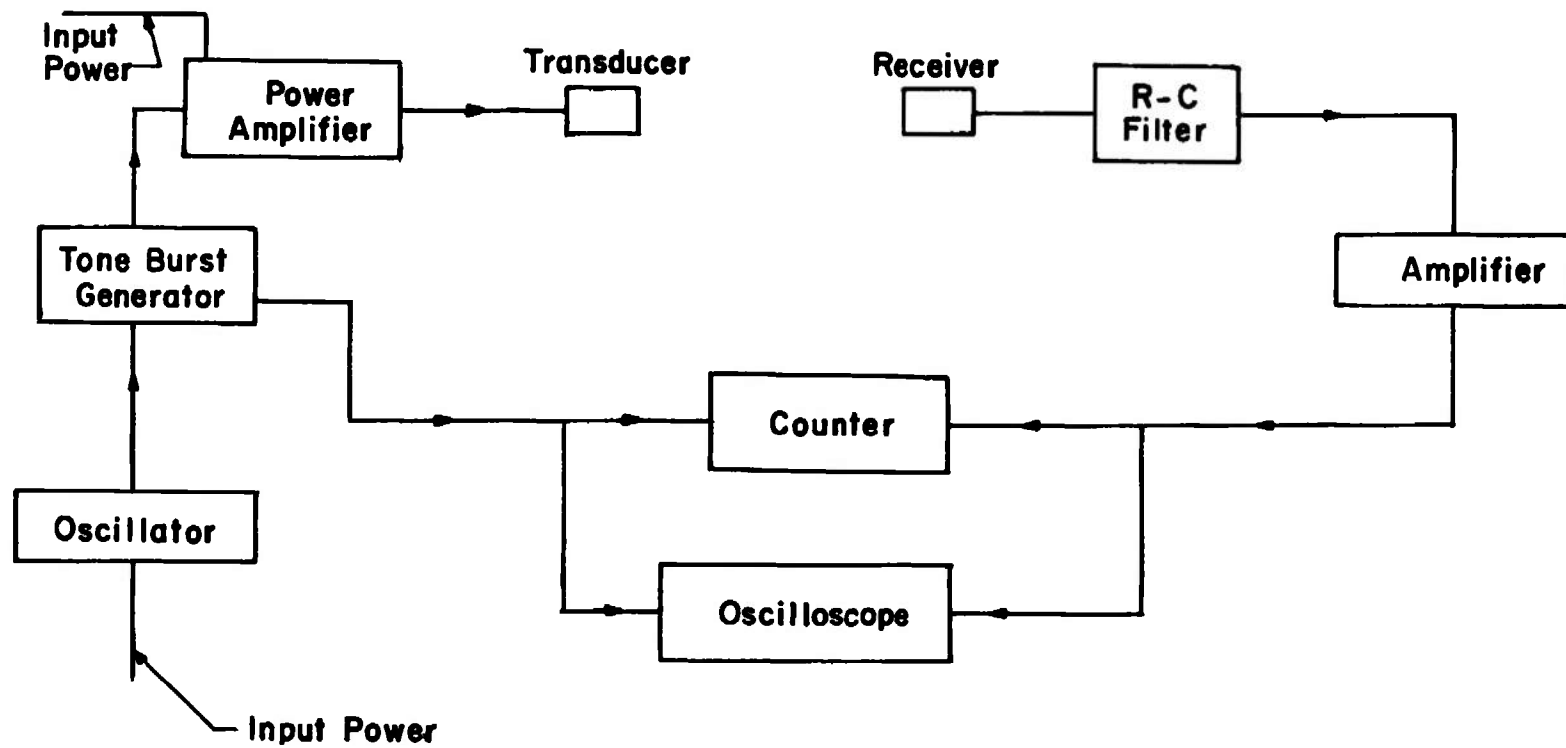 Input
Power
Power
Amplifier
Transducer
Receiver
R-C
Filter
Tone Burst
Generator
Amplifier
Counter
Oscillator
Oscilloscope
Input Power